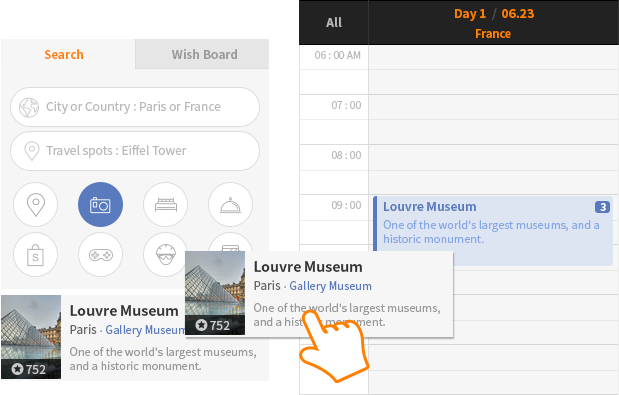 Search
Wish Board
City or Country : Paris or France
Travel spots : Eiffel Tower
S
Louvre Museum
Paris · Gallery Museum
One of the world's largest museums,
and a historic monument.
752
Louvre Museum
Paris · Gallery Museum
One of the world's largest museums,
and a hist   ment.
752
All
Day 1 / 06.23
France
06 : 00 AM
07 : 00
08 : 00
09 : 00
Louvre Museum
3
One of the world's largest museums, and a
historic monument.